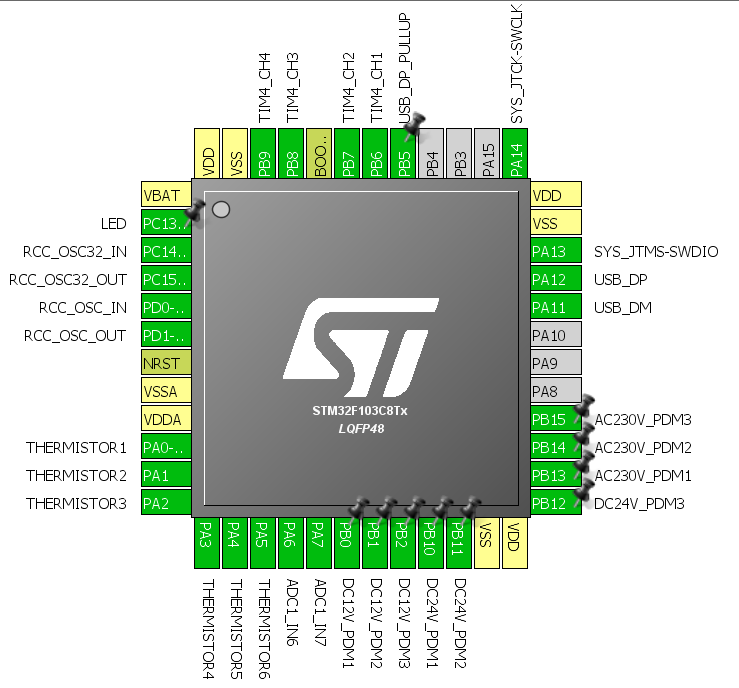 TIM4_CH4
TIM4_CH3
TIM4_CH2
TIM4_CH1
USB_DP_PULLUP
SYS_JTCK-SWCLK
VDD
VSS
PB9
PB8
BOO..
PB7
PB6
PB5
PB4
PB3
PA15
PA14
VBAT
LED
PC13..
RCC_OSC32_IN
PC14..
RCC_OSC32_OUT
PC15..
RCC_OSC_IN
PD0-..
RCC_OSC_OUT
PD1-..
NRST
VSSA
VDDA
THERMISTOR1
PA0-..
THERMISTOR2
PA1
THERMISTOR3
PA2
ST
STM32F103C8Tx
LQFP48
VDD
VSS
PA13
SYS_JTMS-SWDIO
PA12
USB_DP
PA11
USB_DM
PA10
PA9
PA8
PB15
AC230V_PDM3
PB14
AC230V_PDM2
PB13
AC230V_PDM1
PB12
DC24V_PDM3
PA3
PA4
PA5
PA6
PA7
PB0
PB1
PB2
PB10
PB11
VSS
VDD
THERMISTOR4
THERMISTOR5
THERMISTOR6
ADC1_IN6
ADC1_IN7
DC12V_PDM1
DC12V_PDM2
DC12V_PDM3
DC24V_PDM1
DC24V_PDM2